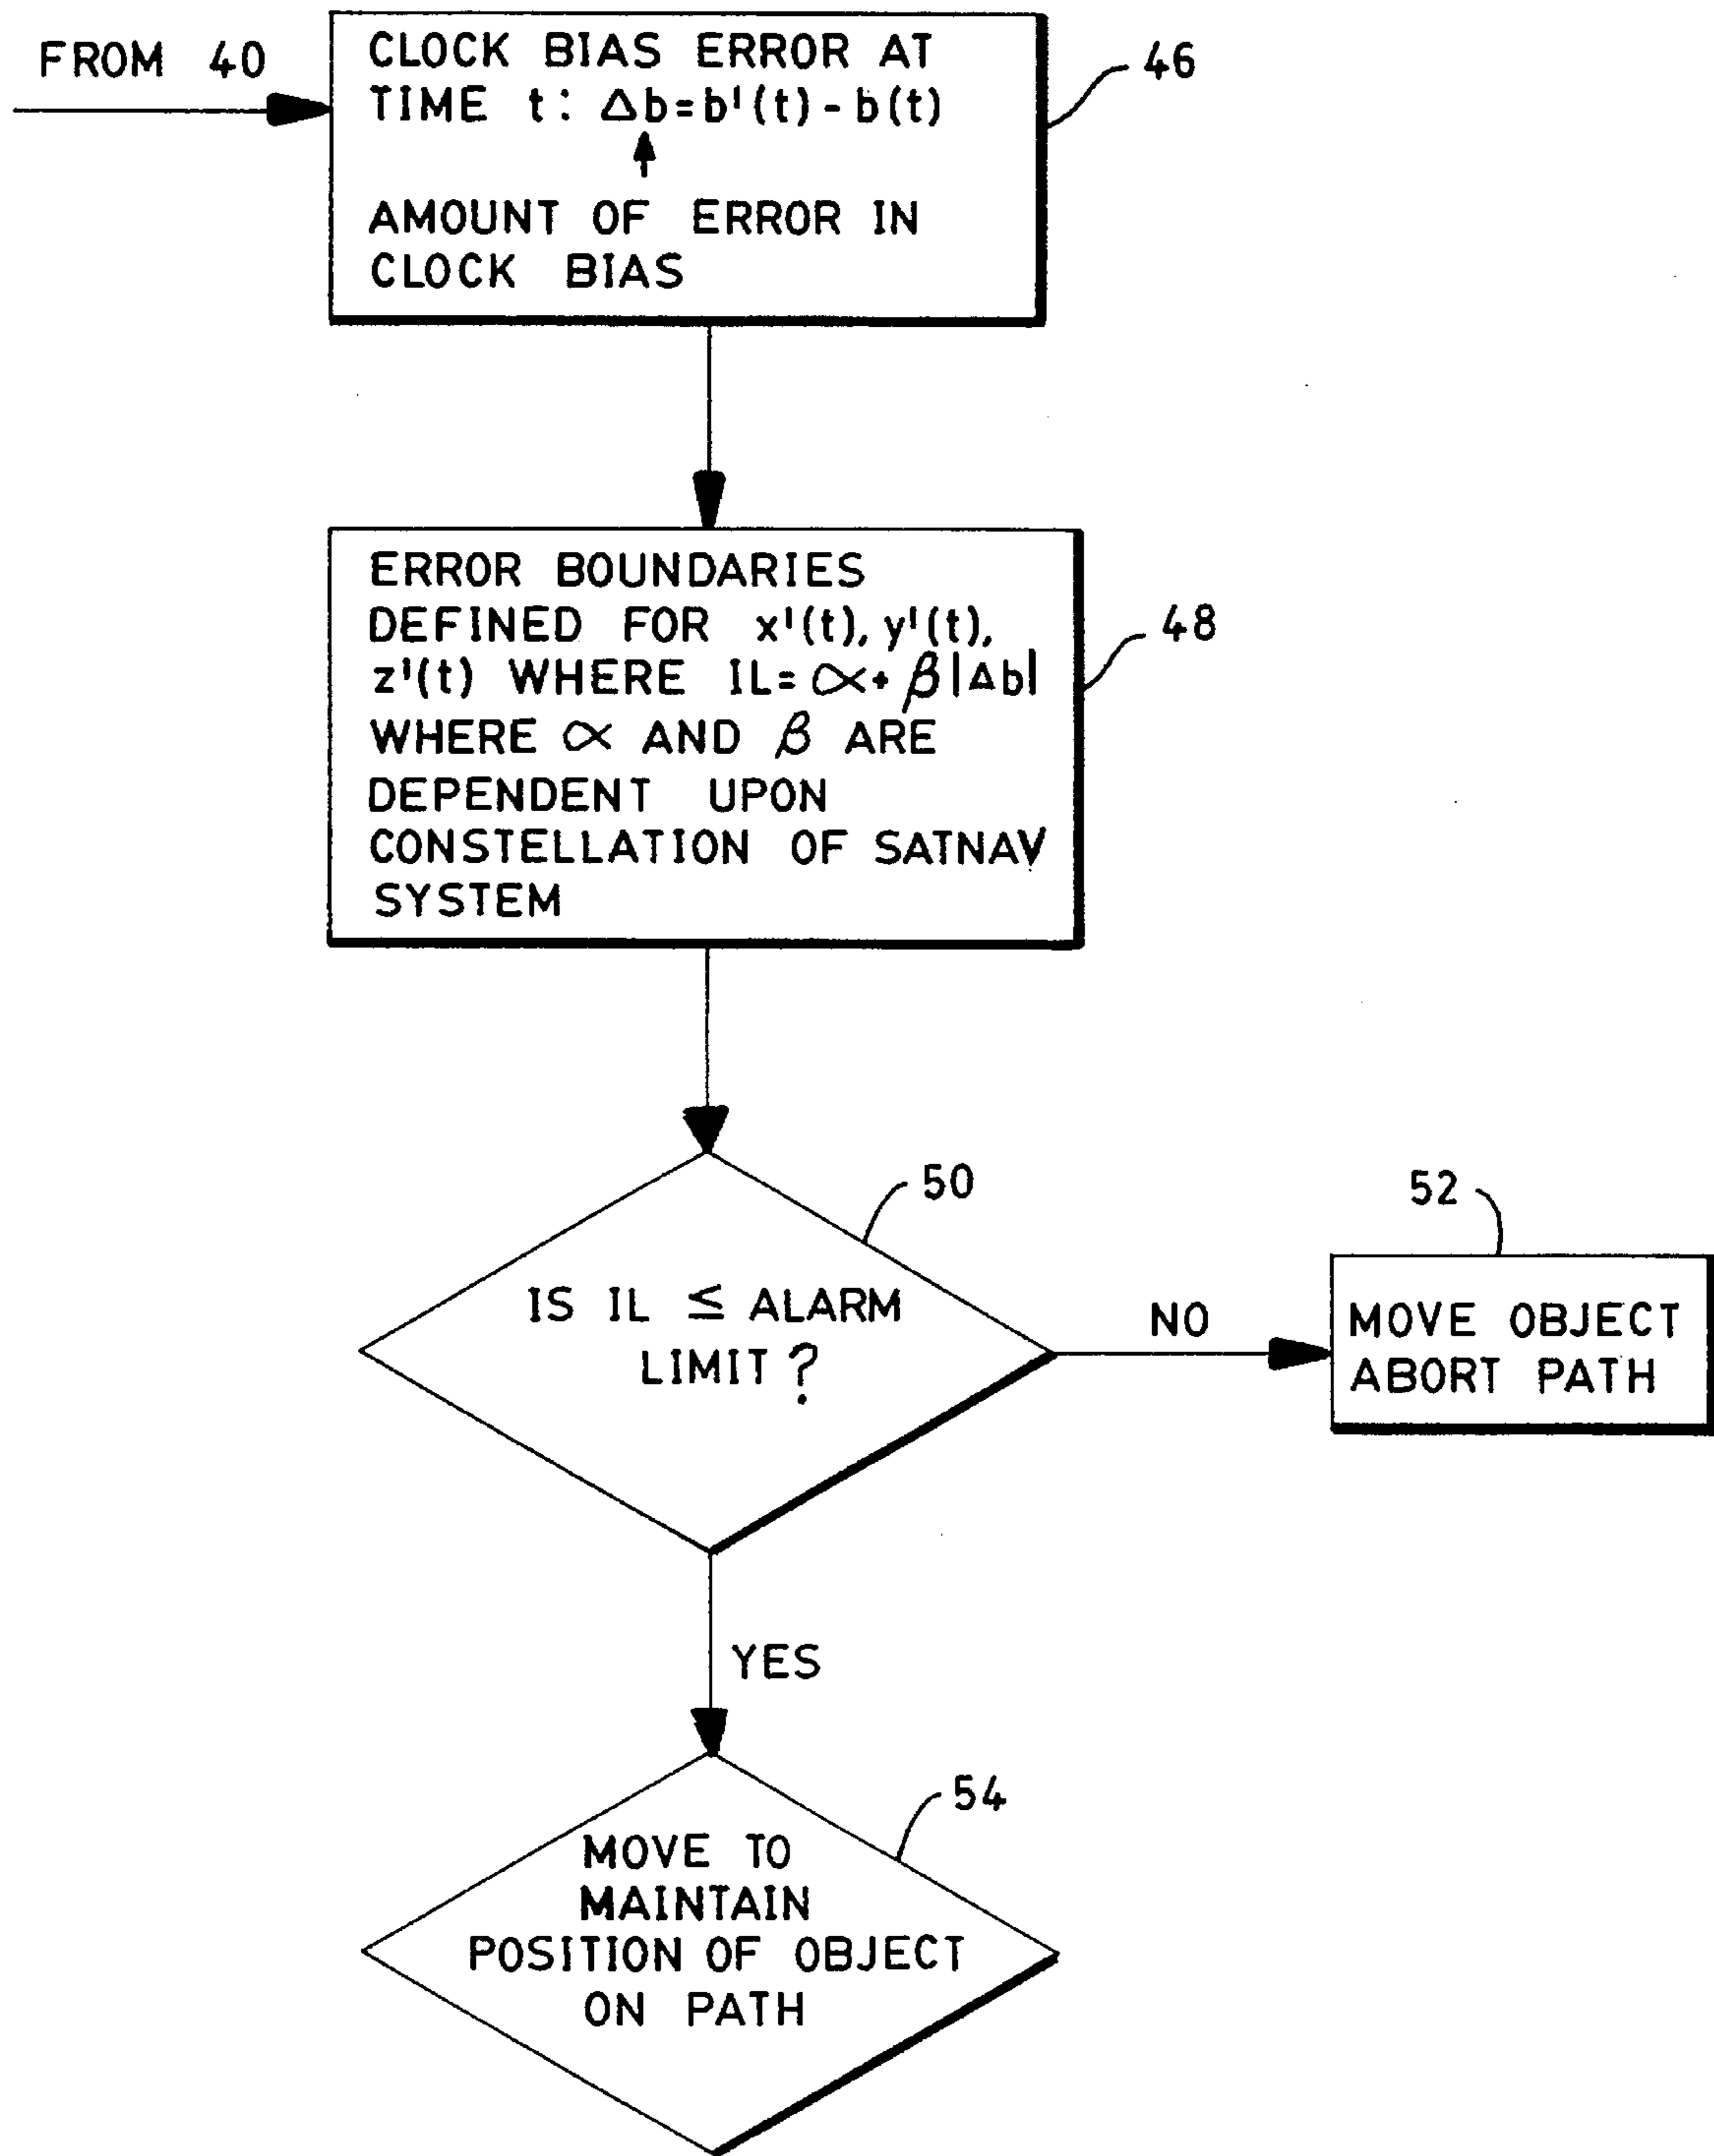 FROM 40
CLOCK BIAS ERROR AT
TIME t: Δb=b'(t)-b(t)
AMOUNT OF ERROR IN
CLOCK BIAS
46
ERROR BOUNDARIES
DEFINED FOR x'(t), y'(t),
z'(t) WHERE IL=α+β|Δb|
WHERE α AND β ARE
DEPENDENT UPON
CONSTELLATION OF SATNAV
SYSTEM
48
50
IS IL ≤ ALARM
LIMIT?
NO
52
MOVE OBJECT
ABORT PATH
YES
54
MOVE TO
MAINTAIN
POSITION OF OBJECT
ON PATH